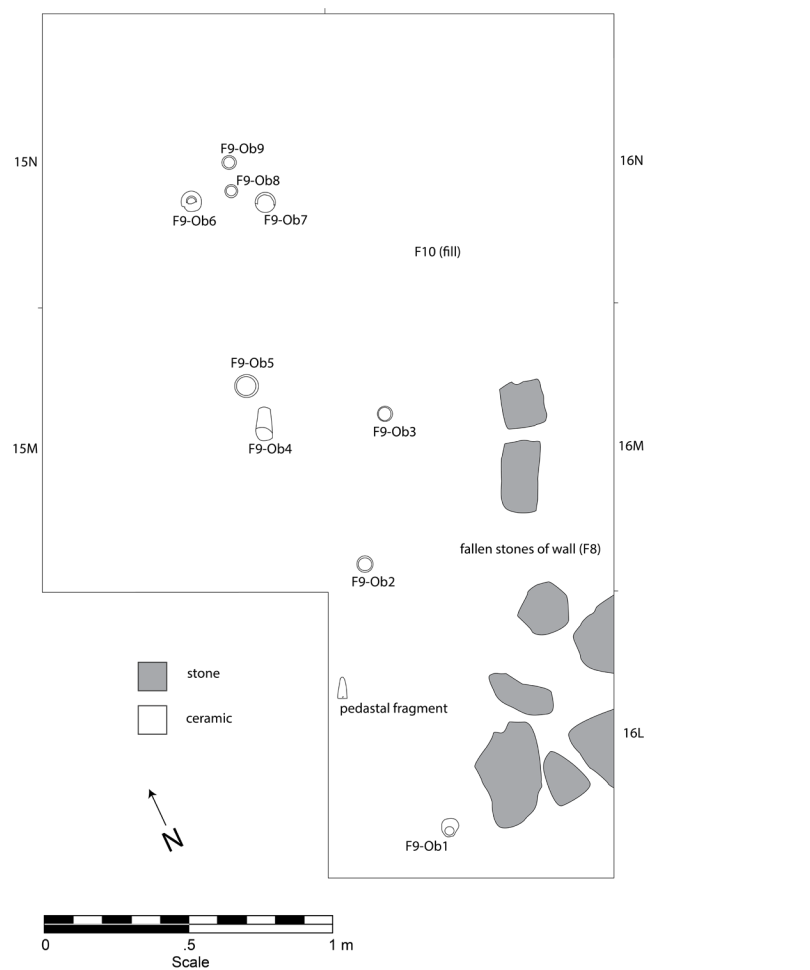 F9-Ob9
15N
16N
F9-Ob8
F9-Ob6
F9-Ob7
F10 (fill)
F9-Ob5
F9-Ob3
15M
F9-Ob4
16M
fallen stones of wall (F8)
F9-Ob2
stone
pedastal fragment
ceramic
16L
N
F9-Ob1
0 .5 1 m
Scale